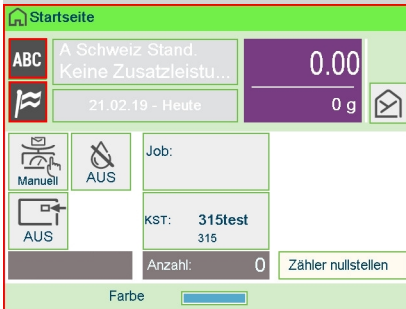 Startseite
ABC
A Schweiz Stand.
Keine Zusatzleistu...
0.00
21.02.19 - Heute
0 g
Manuell
AUS
Job:
AUS
KST: 315test
315
Anzahl: 0
Zähler nullstellen
Farbe